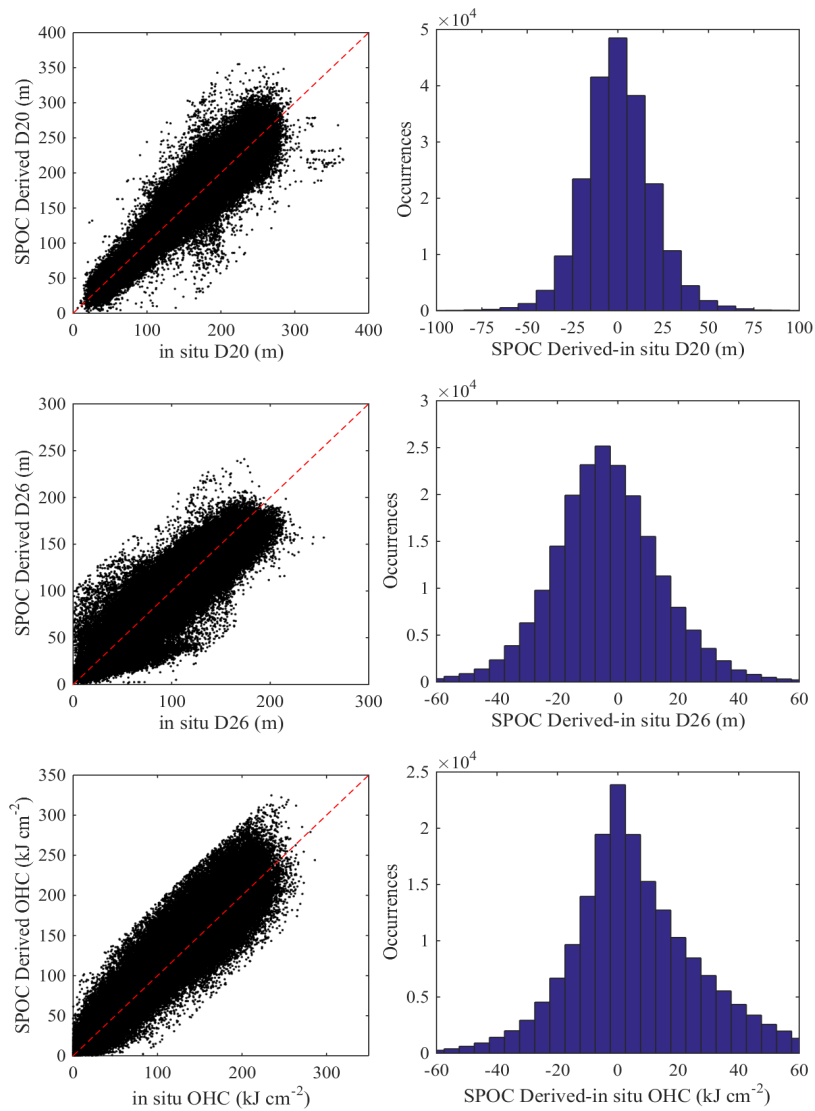 400
350
300
250
200
150
100
50
0
SPOC Derived D20 (m)
0 100 200 300 400
in situ D20 (m)
×10⁴
5
4
3
2
1
0
Occurrences
-100 -75 -50 -25 0 25 50 75 100
SPOC Derived-in situ D20 (m)
300
250
200
150
100
50
0
SPOC Derived D26 (m)
0 100 200 300
in situ D26 (m)
×10⁴
3
2.5
2
1.5
1
0.5
0
Occurrences
-60 -40 -20 0 20 40 60
SPOC Derived-in situ D26 (m)
350
300
250
200
150
100
50
0
SPOC Derived OHC (kJ cm⁻²)
0 100 200 300
in situ OHC (kJ cm⁻²)
×10⁴
2.5
2
1.5
1
0.5
0
Occurrences
-60 -40 -20 0 20 40 60
SPOC Derived-in situ OHC (kJ cm⁻²)